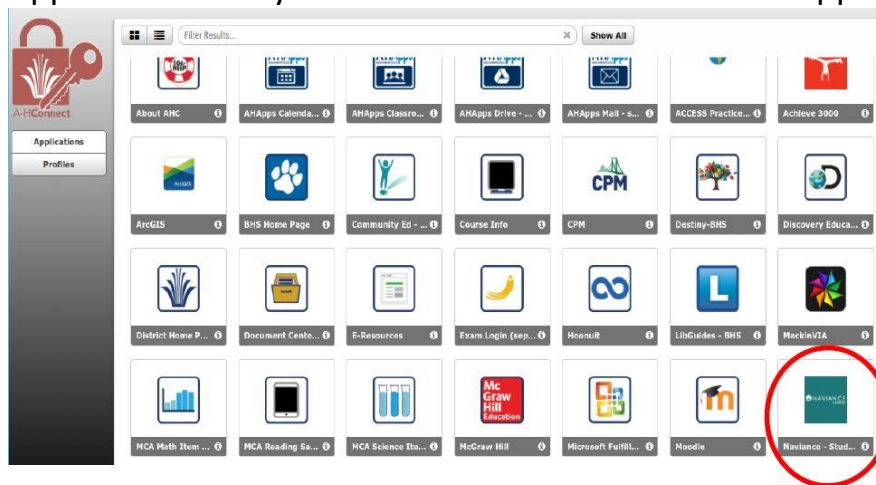 Filter Results...
Show All
A-HConnect
Applications
Profiles
About AHC
AHApps Calenda...
AHApps Classro...
AHApps Drive - ...
AHApps Mail - s...
ACCESS Practice...
Achieve 3000
ArcGIS
ArcGIS
BHS Home Page
Community Ed - ...
Course Info
CPM
CPM
Destiny-BHS
Discovery Educa...
District Home P...
Document Cente...
E-Resources
Exam Login (sep...
Hoonuit
L
LibGuides - BHS
MackinVIA
MCA Math Item ...
MCA Reading Sa...
MCA Science Ite...
Mc
Graw
Hill
Education
McGraw Hill
Microsoft Fulfill...
m
Moodle
NAVIANCE
Naviance - Stud...